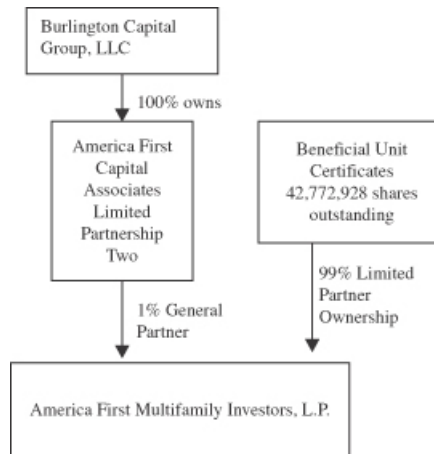 Burlington Capital
Group, LLC
100% owns
America First
Capital
Associates
Limited
Partnership
Two
Beneficial Unit
Certificates
42,772,928 shares
outstanding
1% General
Partner
99% Limited
Partner
Ownership
America First Multifamily Investors, L.P.